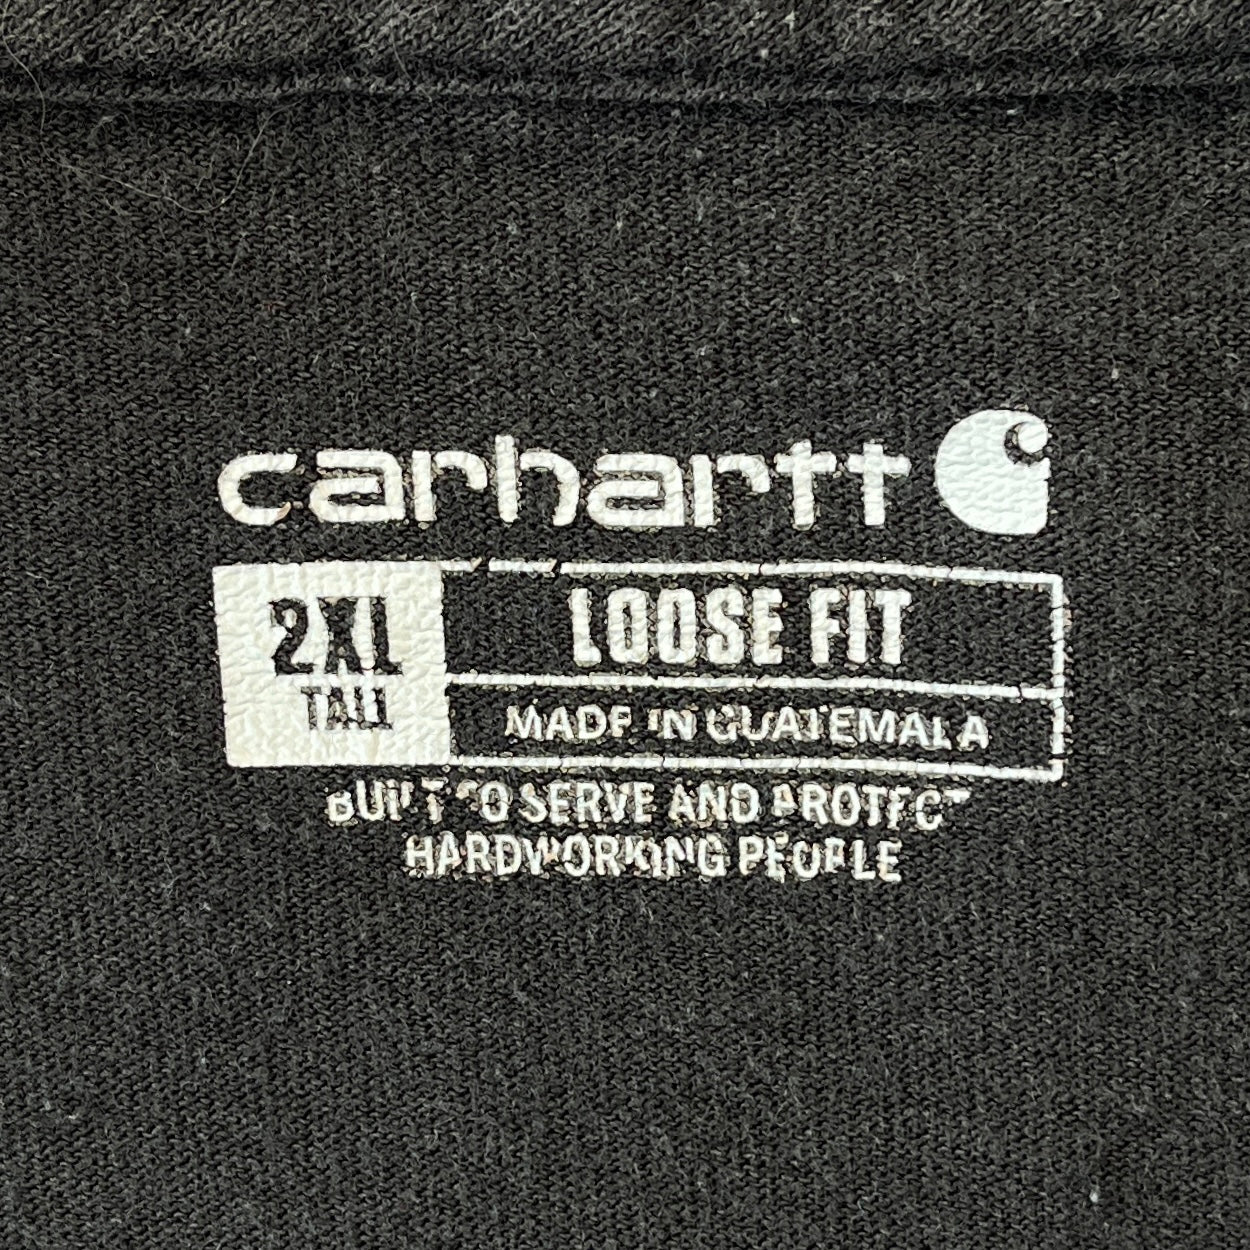 carhartt
2XL
TALL
LOOSE FIT
MADE IN GUATEMALA
BUILT TO SERVE AND PROTECT
HARDWORKING PEOPLE